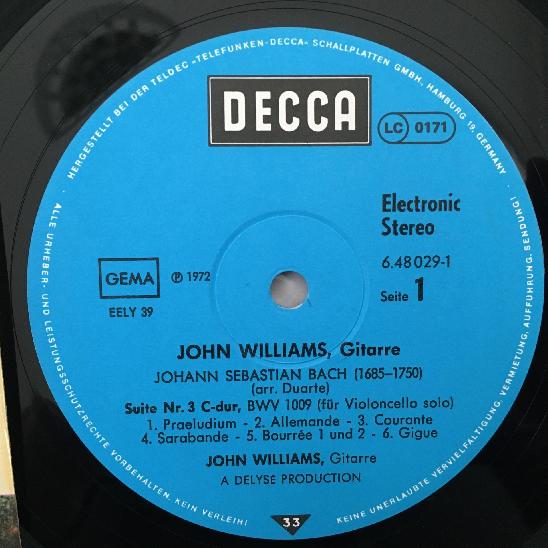 HERGESTELLT BEI DER TELDEC »TELEFUNKEN-DECCA« SCHALLPLATTEN GMBH, HAMBURG 19, GERMANY ·
ALLE URHEBER- UND LEISTUNGSSCHUTZRECHTE VORBEHALTEN. KEIN VERLEIH!
KEINE UNERLAUBTE VERVIELFÄLTIGUNG, VERMIETUNG, AUFFÜHRUNG, SENDUNG!
DECCA
LC 0171
Electronic
Stereo
6.48029-1
Seite 1
GEMA
℗ 1972
EELY 39
JOHN WILLIAMS, Gitarre
JOHANN SEBASTIAN BACH (1685–1750)
(arr. Duarte)
Suite Nr. 3 C-dur, BWV 1009 (für Violoncello solo)
1. Praeludium - 2. Allemande - 3. Courante
4. Sarabande - 5. Bourrée 1 und 2 - 6. Gigue
JOHN WILLIAMS, Gitarre
A DELYSE PRODUCTION
33